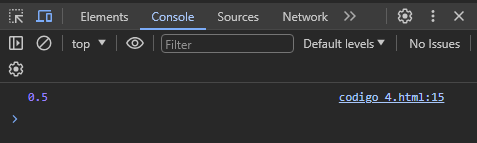 Elements Console Sources Network
top Filter Default levels No Issues
0.5 codigo 4.html:15